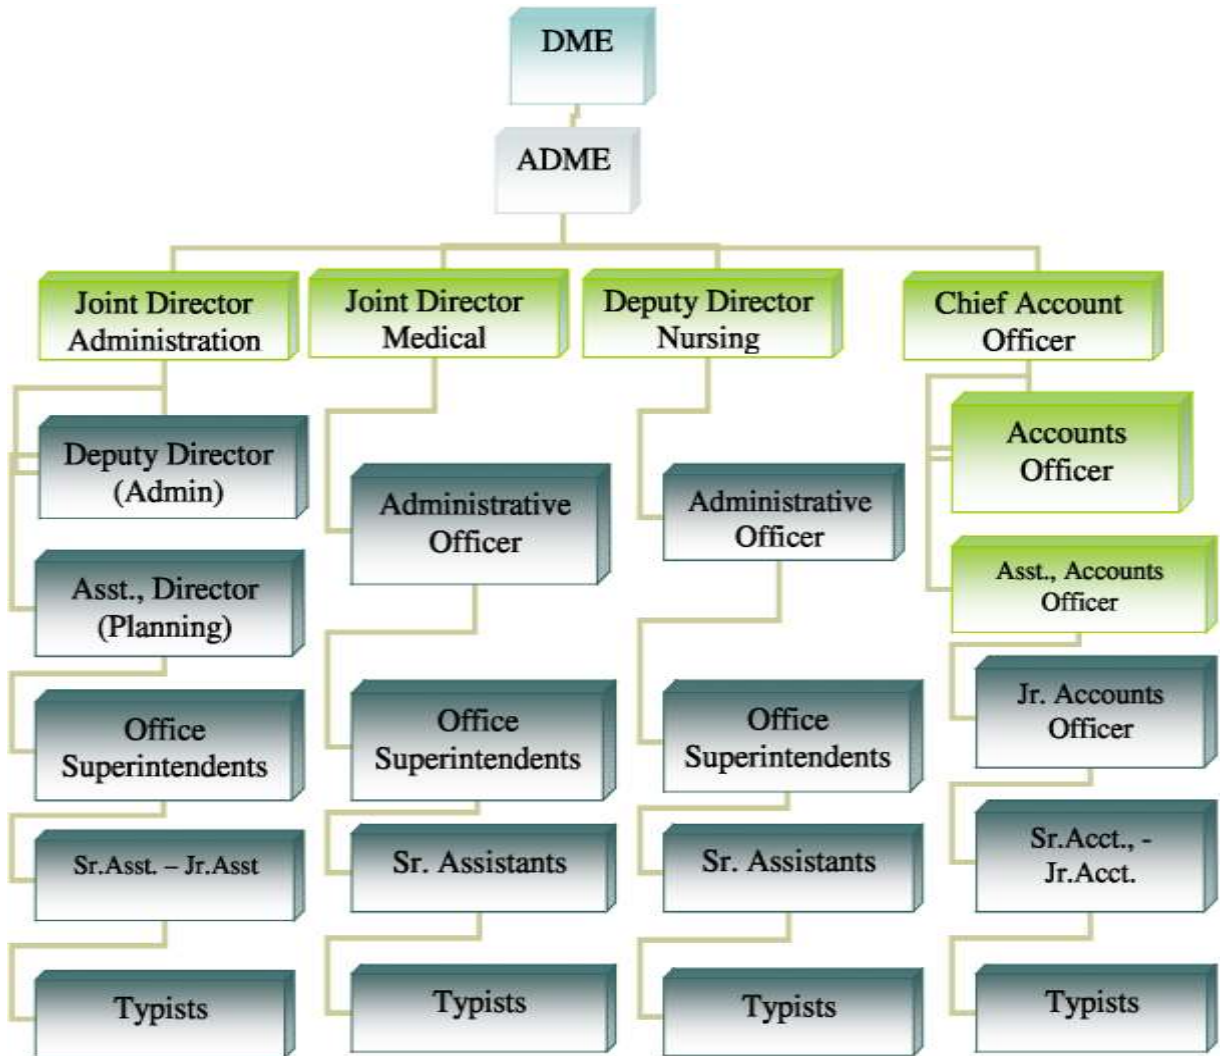 DME
ADME
Joint Director
Administration
Joint Director
Medical
Deputy Director
Nursing
Chief Account
Officer
Deputy Director
(Admin)
Asst., Director
(Planning)
Office
Superintendents
Sr.Asst. – Jr.Asst
Typists
Administrative
Officer
Office
Superintendents
Sr. Assistants
Typists
Administrative
Officer
Office
Superintendents
Sr. Assistants
Typists
Accounts
Officer
Asst., Accounts
Officer
Jr. Accounts
Officer
Sr.Acct., -
Jr.Acct.
Typists